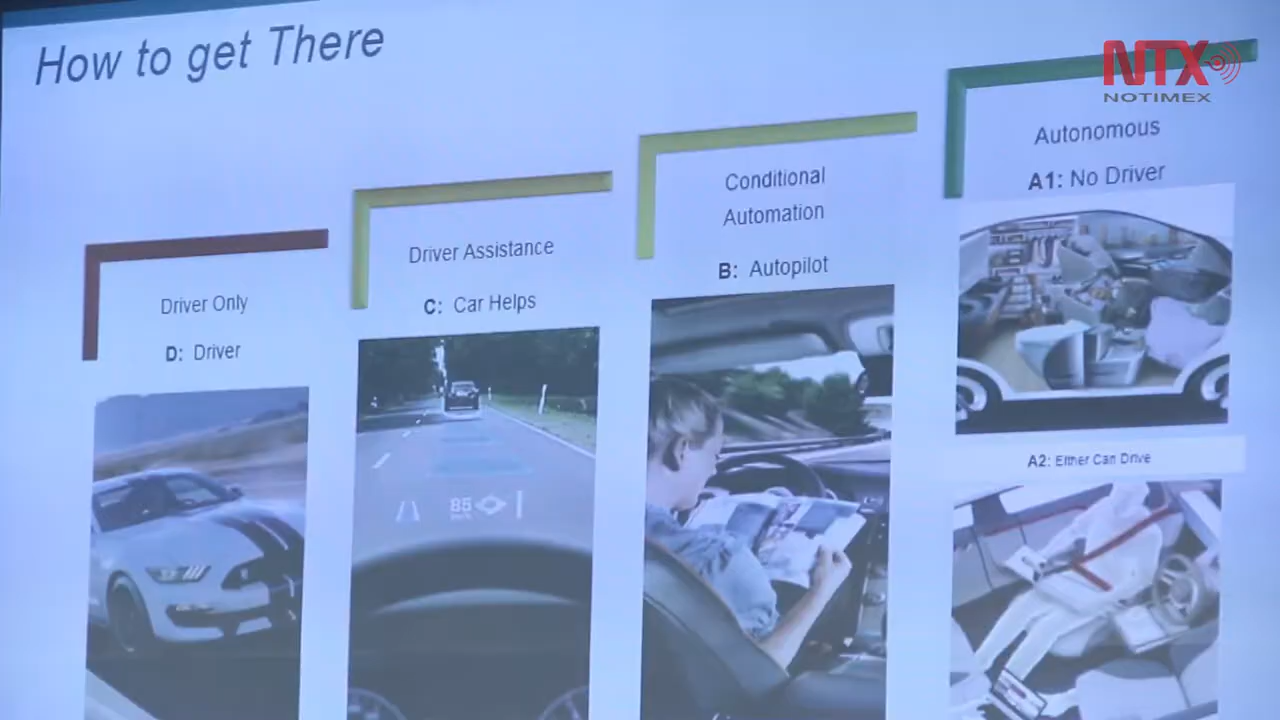 How to get There
NTX
NOTIMEX
Driver Only
D: Driver
Driver Assistance
C: Car Helps
85
Conditional
Automation
B: Autopilot
Autonomous
A1: No Driver
A2: Either Can Drive